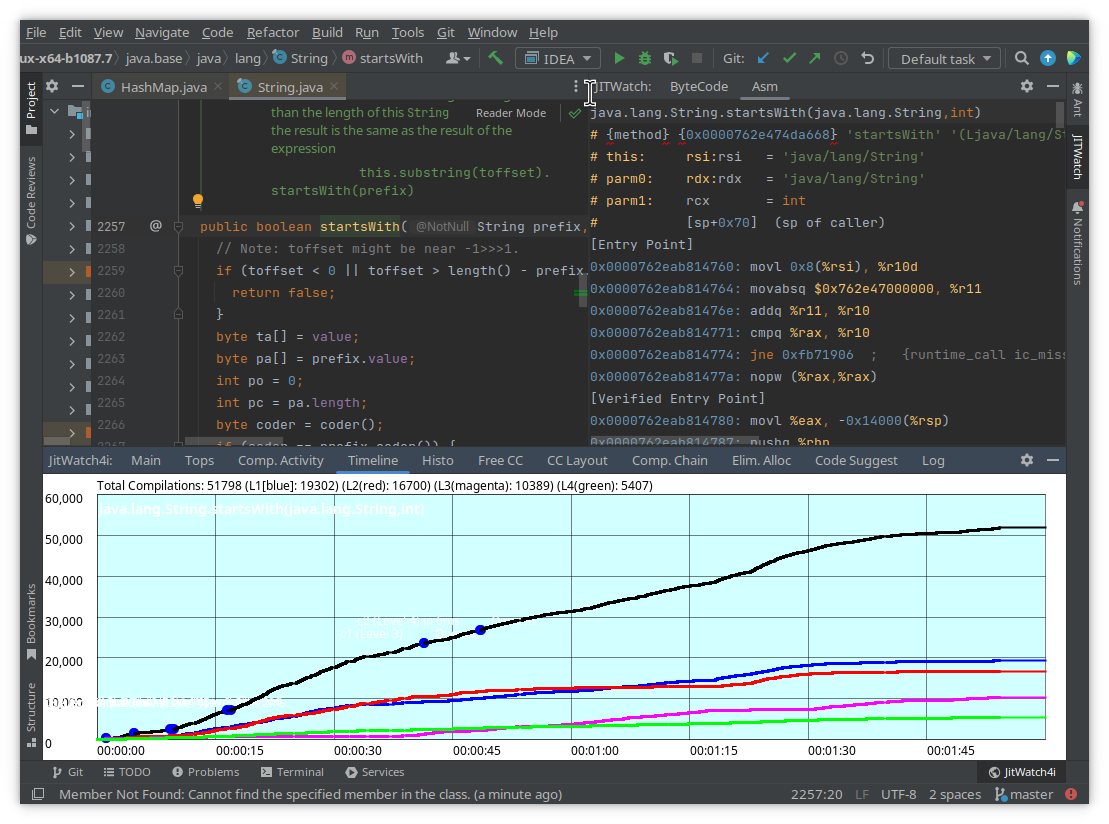 File Edit View Navigate Code Refactor Build Run Tools Git Window Help
ux-x64-b1087.7 java.base java lang String startsWith IDEA Git: Default task
Project
HashMap.java String.java JITWatch: ByteCode Asm
than the length of this String Reader Mode
the result is the same as the result of the
expression
this.substring(toffset).
startsWith(prefix)
2257 @ public boolean startsWith( @NotNull String prefix,
2258 // Note: toffset might be near -1>>>1.
2259 if (toffset < 0 || toffset > length() - prefix.
2260 return false;
2261 }
2262 byte ta[] = value;
2263 byte pa[] = prefix.value;
2264 int po = 0;
2265 int pc = pa.length;
2266 byte coder = coder();
2267 if (coder == prefix.coder()) {
java.lang.String.startsWith(java.lang.String,int)
# {method} {0x0000762e474da668} 'startsWith' '(Ljava/lang/St
# this: rsi:rsi = 'java/lang/String'
# parm0: rdx:rdx = 'java/lang/String'
# parm1: rcx = int
# [sp+0x70] (sp of caller)
[Entry Point]
0x0000762eab814760: movl 0x8(%rsi), %r10d
0x0000762eab814764: movabsq $0x762e47000000, %r11
0x0000762eab81476e: addq %r11, %r10
0x0000762eab814771: cmpq %rax, %r10
0x0000762eab814774: jne 0xfb71906 ; {runtime_call ic_miss
0x0000762eab81477a: nopw (%rax,%rax)
[Verified Entry Point]
0x0000762eab814780: movl %eax, -0x14000(%rsp)
0x0000762eab814787: pushq %rbp
Code Reviews
Ant
JITWatch
Notifications
JitWatch4i: Main Tops Comp. Activity Timeline Histo Free CC CC Layout Comp. Chain Elim. Alloc Code Suggest Log
Total Compilations: 51798 (L1[blue]: 19302) (L2(red): 16700) (L3(magenta): 10389) (L4(green): 5407)
java.lang.String.startsWith(java.lang.String,int)
60,000
50,000
40,000
30,000
20,000
10,000
0
C1 (Level 3)
00:00:00 00:00:15 00:00:30 00:00:45 00:01:00 00:01:15 00:01:30 00:01:45
Bookmarks
Structure
Git TODO Problems Terminal Services JitWatch4i
Member Not Found: Cannot find the specified member in the class. (a minute ago) 2257:20 LF UTF-8 2 spaces master